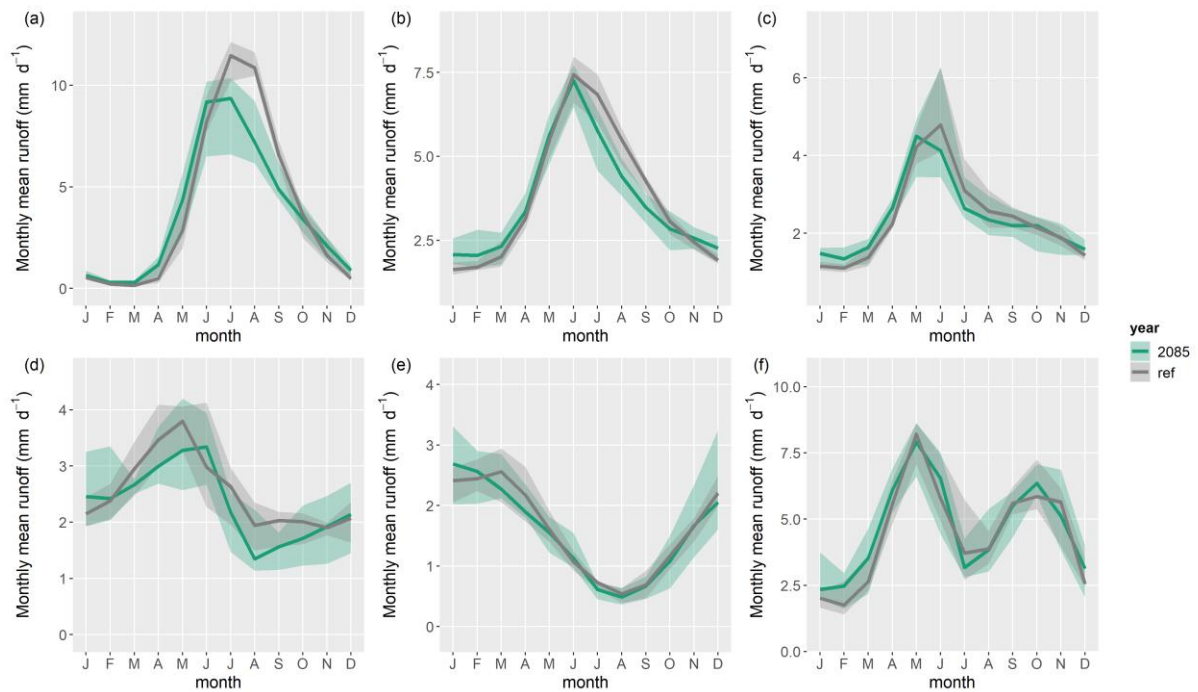 (a) (b) (c)
Monthly mean runoff (mm d⁻¹)
10
5
0
J F M A M J J A S O N D
month
Monthly mean runoff (mm d⁻¹)
7.5
5.0
2.5
J F M A M J J A S O N D
month
Monthly mean runoff (mm d⁻¹)
6
4
2
J F M A M J J A S O N D
month
year
2085
ref
(d) (e) (f)
Monthly mean runoff (mm d⁻¹)
4
3
2
1
0
J F M A M J J A S O N D
month
Monthly mean runoff (mm d⁻¹)
4
3
2
1
0
J F M A M J J A S O N D
month
Monthly mean runoff (mm d⁻¹)
10.0
7.5
5.0
2.5
0.0
J F M A M J J A S O N D
month